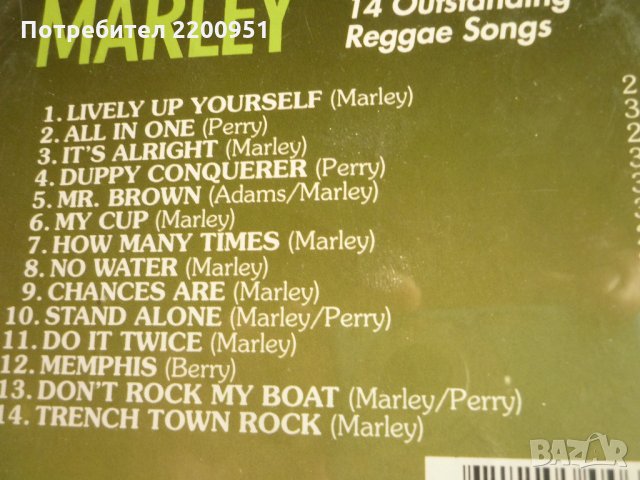 Потребител 2200951
MARLEY
14 Outstanding
Reggae Songs
1. LIVELY UP YOURSELF (Marley)
2. ALL IN ONE (Perry)
3. IT'S ALRIGHT (Marley)
4. DUPPY CONQUERER (Perry)
5. MR. BROWN (Adams/Marley)
6. MY CUP (Marley)
7. HOW MANY TIMES (Marley)
8. NO WATER (Marley)
9. CHANCES ARE (Marley)
10. STAND ALONE (Marley/Perry)
11. DO IT TWICE (Marley)
12. MEMPHIS (Berry)
13. DON'T ROCK MY BOAT (Marley/Perry)
14. TRENCH TOWN ROCK (Marley)
BAZAR